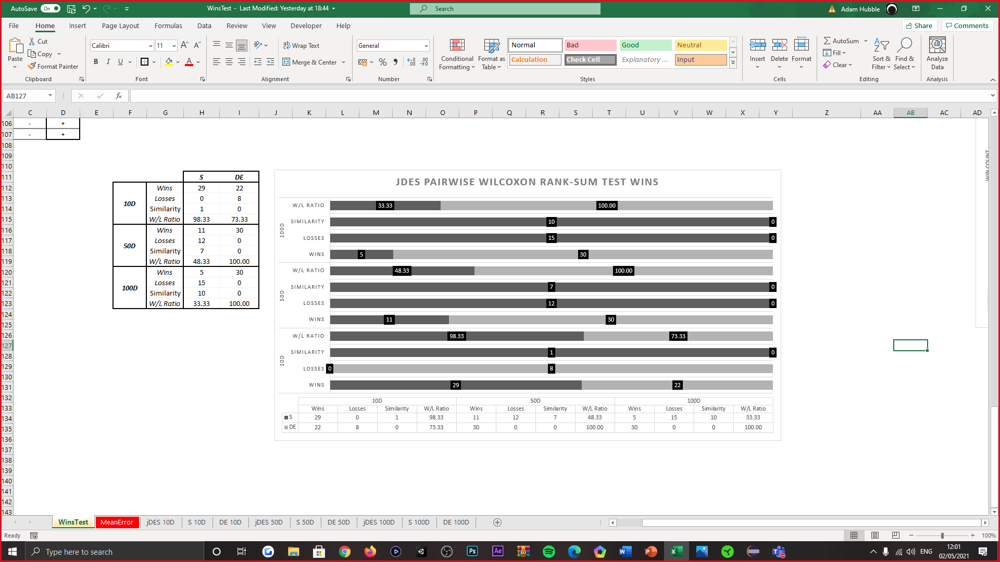 AutoSave On WinsTest - Last Modified: Yesterday at 18:44 Search Adam Hubble
File Home Insert Page Layout Formulas Data Review View Developer Help Share Comments
Paste Cut Copy Format Painter Clipboard
Calibri 11 B I U Font
Wrap Text Merge & Center Alignment
General % Number
Conditional Formatting Format as Table
Normal Bad Good Neutral
Calculation Check Cell Explanatory ... Input
Styles
Insert Delete Format Cells
AutoSum Fill Clear Sort & Filter Find & Select Editing
Analyze Data Analysis
AB127 fx
C D E F G H I J K L M N O P Q R S T U V W X Y Z AA AB AC AD
106 - +
107 - +
108
109
110
111 S DE
112 10D Wins 29 22
113 Losses 0 8
114 Similarity 1 0
115 W/L Ratio 98.33 73.33
116 50D Wins 11 30
117 Losses 12 0
118 Similarity 7 0
119 W/L Ratio 48.33 100.00
120 100D Wins 5 30
121 Losses 15 0
122 Similarity 10 0
123 W/L Ratio 33.33 100.00
124
125
126
127
128
129
130
131
132
133
134
135
136
137
138
139
140
141
142
143
JDES PAIRWISE WILCOXON RANK-SUM TEST WINS
100D
W/L RATIO 33.33 100.00
SIMILARITY 10 0
LOSSES 15 0
WINS 5 30
50D
W/L RATIO 48.33 100.00
SIMILARITY 7 0
LOSSES 12 0
WINS 11 30
10D
W/L RATIO 98.33 73.33
SIMILARITY 1 0
LOSSES 0 8
WINS 29 22
10D 50D 100D
Wins Losses Similarity W/L Ratio Wins Losses Similarity W/L Ratio Wins Losses Similarity W/L Ratio
S 29 0 1 98.33 11 12 7 48.33 5 15 10 33.33
DE 22 8 0 73.33 30 0 0 100.00 30 0 0 100.00
WIN COUNT
WinsTest MeanError jDES 10D S 10D DE 10D jDES 50D S 50D DE 50D jDES 100D S 100D DE 100D
Ready 100%
Type here to search Ps Ae ENG 12:01
02/05/2021